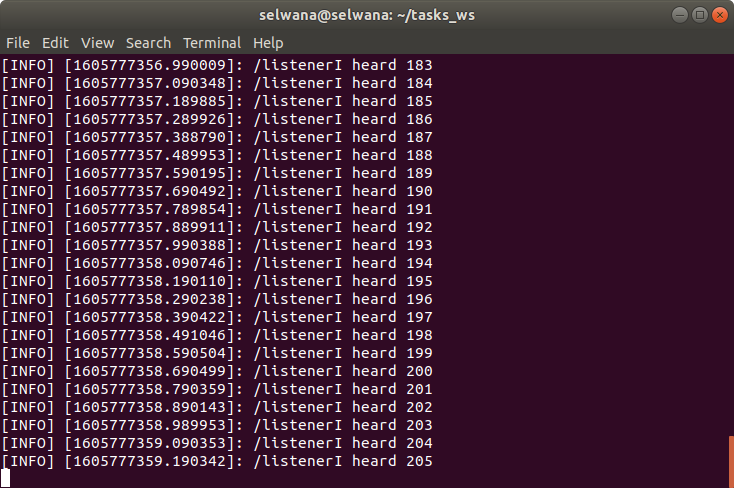 selwana@selwana: ~/tasks_ws
File Edit View Search Terminal Help
[INFO] [1605777356.990009]: /listenerI heard 183
[INFO] [1605777357.090348]: /listenerI heard 184
[INFO] [1605777357.189885]: /listenerI heard 185
[INFO] [1605777357.289926]: /listenerI heard 186
[INFO] [1605777357.388790]: /listenerI heard 187
[INFO] [1605777357.489953]: /listenerI heard 188
[INFO] [1605777357.590195]: /listenerI heard 189
[INFO] [1605777357.690492]: /listenerI heard 190
[INFO] [1605777357.789854]: /listenerI heard 191
[INFO] [1605777357.889911]: /listenerI heard 192
[INFO] [1605777357.990388]: /listenerI heard 193
[INFO] [1605777358.090746]: /listenerI heard 194
[INFO] [1605777358.190110]: /listenerI heard 195
[INFO] [1605777358.290238]: /listenerI heard 196
[INFO] [1605777358.390422]: /listenerI heard 197
[INFO] [1605777358.491046]: /listenerI heard 198
[INFO] [1605777358.590504]: /listenerI heard 199
[INFO] [1605777358.690499]: /listenerI heard 200
[INFO] [1605777358.790359]: /listenerI heard 201
[INFO] [1605777358.890143]: /listenerI heard 202
[INFO] [1605777358.989953]: /listenerI heard 203
[INFO] [1605777359.090353]: /listenerI heard 204
[INFO] [1605777359.190342]: /listenerI heard 205